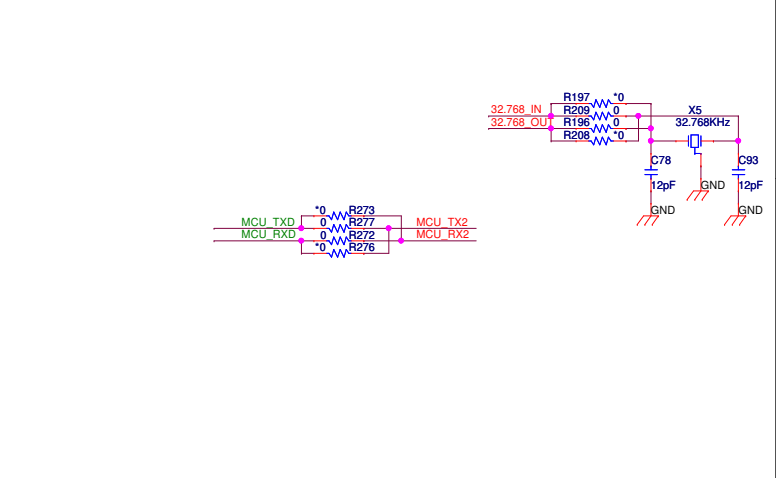 R197 *0
32.768_IN R209 0 X5
32.768_OUT R196 0 32.768KHz
R208 *0
C78 C93
12pF GND 12pF
GND GND
*0 R273
MCU_TXD 0 R277 MCU_TX2
MCU_RXD 0 R272 MCU_RX2
*0 R276